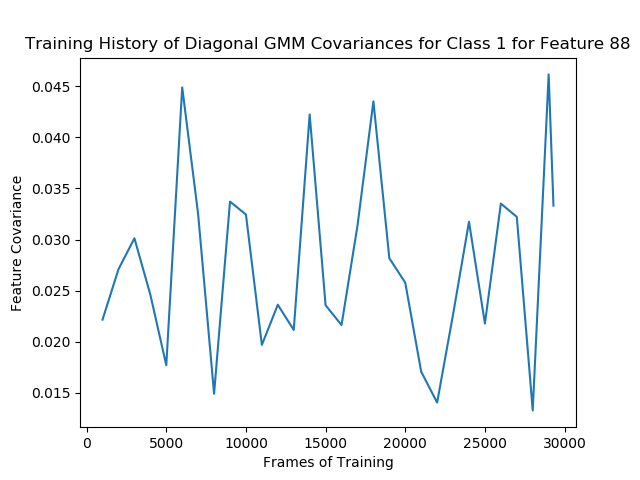 Training History of Diagonal GMM Covariances for Class 1 for Feature 88
0.045
0.040
0.035
0.030
0.025
0.020
0.015
Feature Covariance
0 5000 10000 15000 20000 25000 30000
Frames of Training